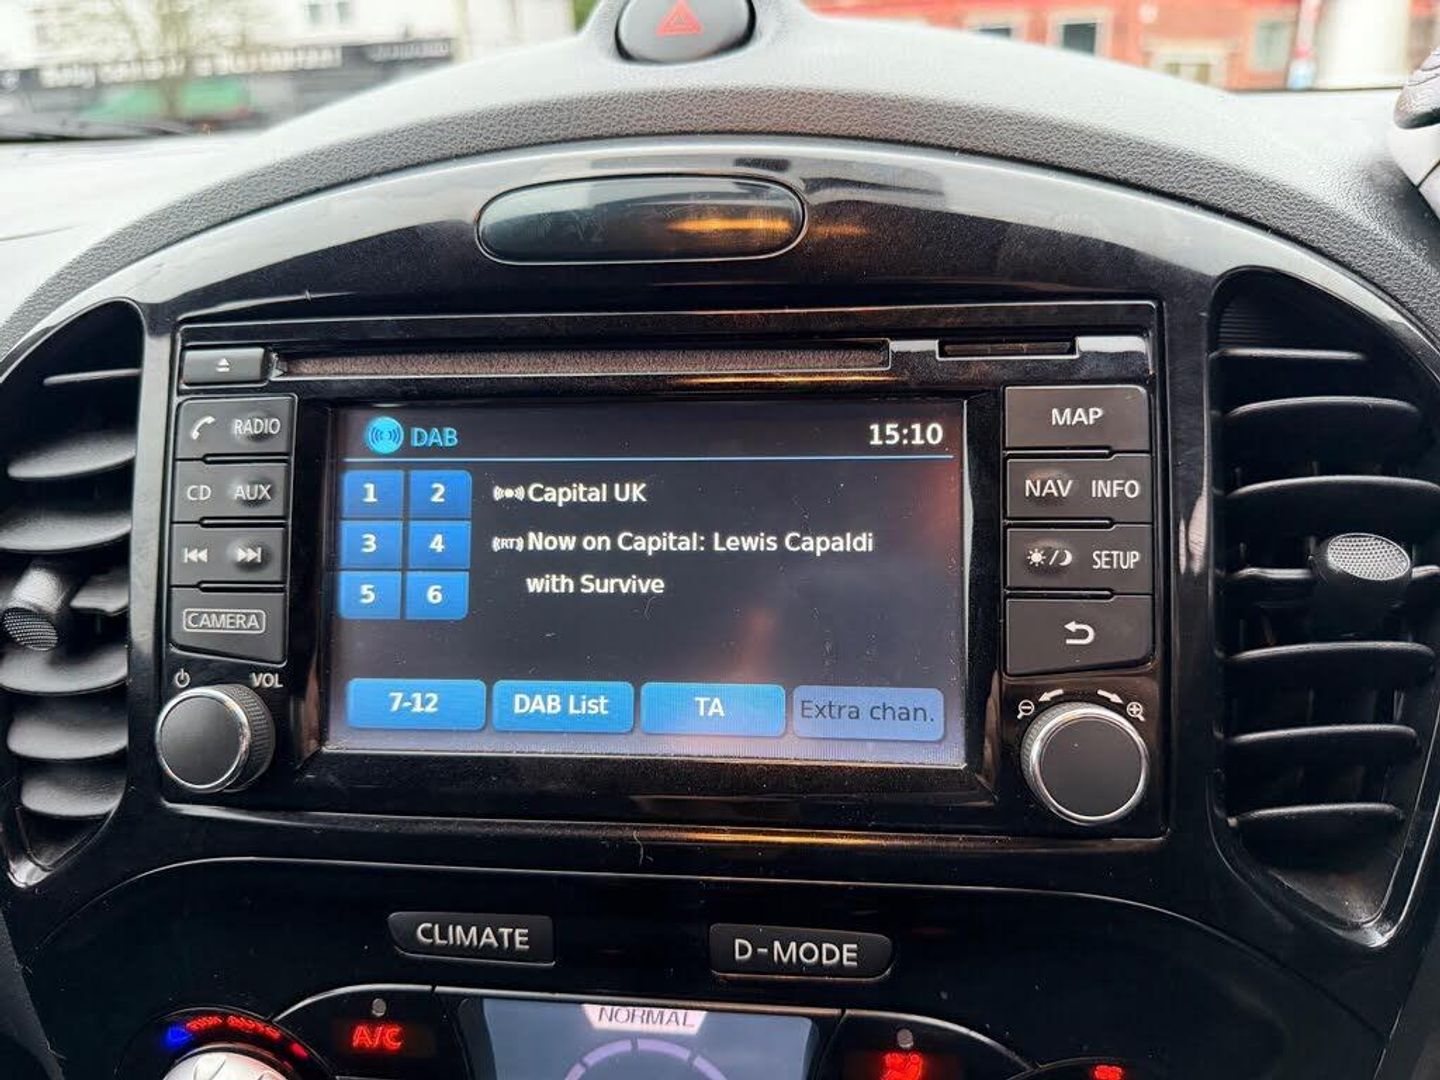 DAB 15:10
1 2
3 4
5 6
Capital UK
RT Now on Capital: Lewis Capaldi
with Survive
7-12 DAB List TA Extra chan.
RADIO
CD AUX
CAMERA
VOL
MAP
NAV INFO
SETUP
CLIMATE D-MODE
A/C
NORMAL